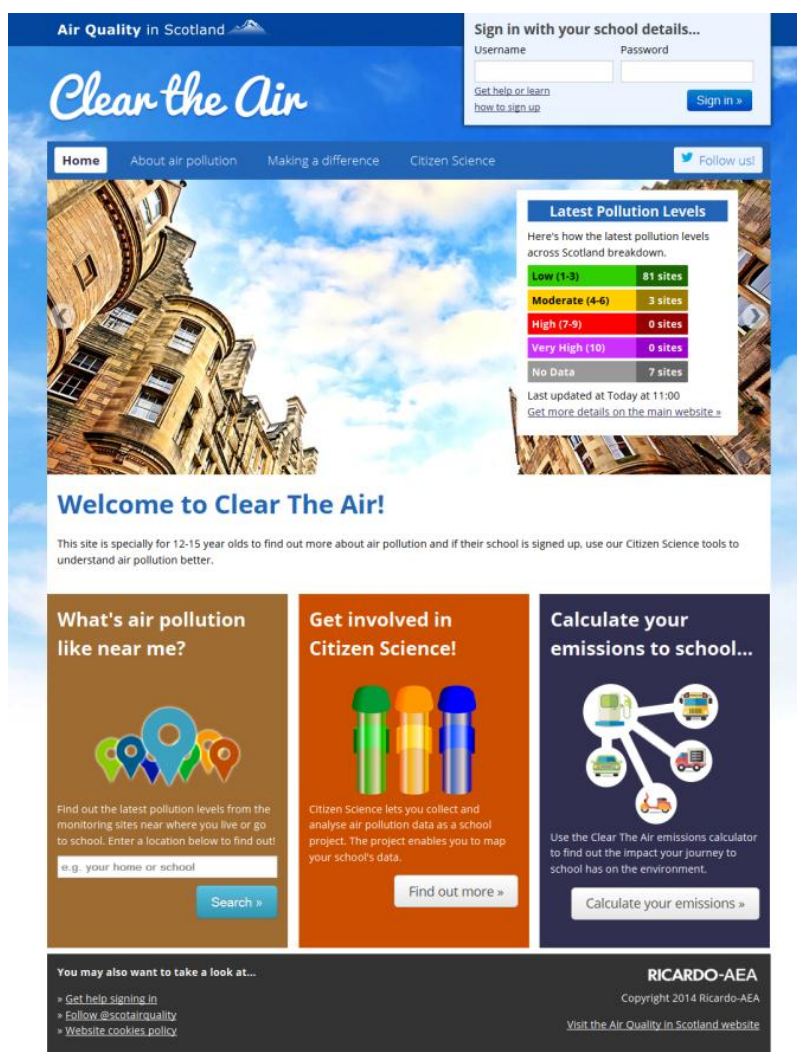 Air Quality in Scotland
Sign in with your school details...
Username Password
Get help or learn
how to sign up
Sign in »
Clear the Air
Home About air pollution Making a difference Citizen Science Follow us!
Latest Pollution Levels
Here's how the latest pollution levels
across Scotland breakdown.
Low (1-3) 81 sites
Moderate (4-6) 3 sites
High (7-9) 0 sites
Very High (10) 0 sites
No Data 7 sites
Last updated at Today at 11:00
Get more details on the main website »
Welcome to Clear The Air!
This site is specially for 12-15 year olds to find out more about air pollution and if their school is signed up, use our Citizen Science tools to
understand air pollution better.
What's air pollution
like near me?
Find out the latest pollution levels from the
monitoring sites near where you live or go
to school. Enter a location below to find out!
e.g. your home or school
Search »
Get involved in
Citizen Science!
Citizen Science lets you collect and
analyse air pollution data as a school
project. The project enables you to map
your school's data.
Find out more »
Calculate your
emissions to school...
Use the Clear The Air emissions calculator
to find out the impact your journey to
school has on the environment.
Calculate your emissions »
You may also want to take a look at...
» Get help signing in
» Follow @scotairquality
» Website cookies policy
RICARDO-AEA
Copyright 2014 Ricardo-AEA
Visit the Air Quality in Scotland website